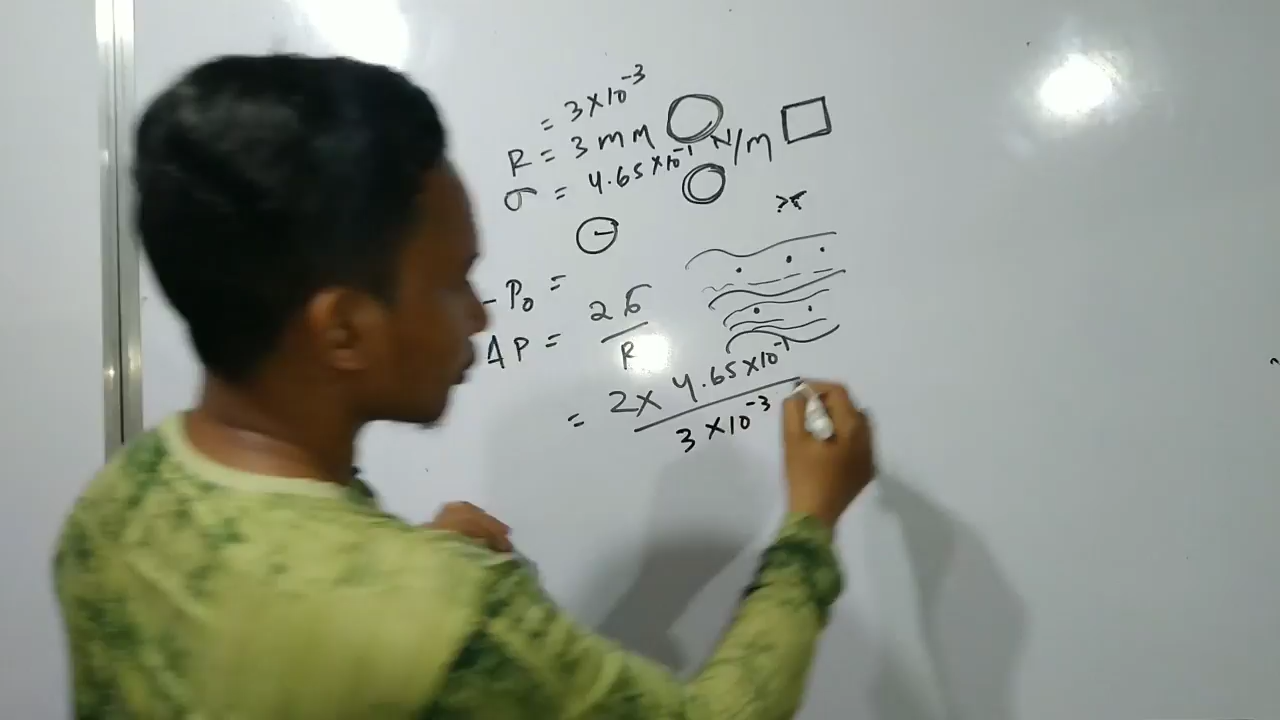 = 3×10⁻³
R = 3 mm
σ = 4.65×10⁻¹ N/m
- P₀ =
ΔP = 2σ/R
= 2× 4.65×10⁻¹ / 3×10⁻³